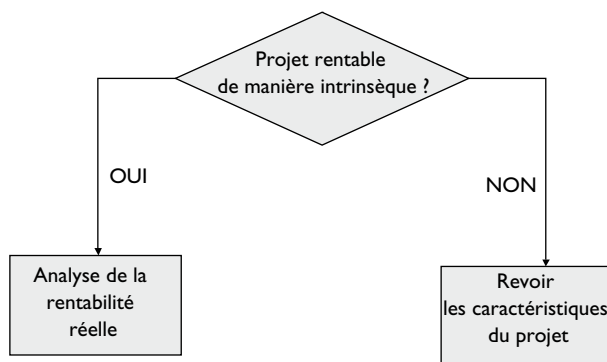 Projet rentable
de manière intrinsèque ?
OUI
NON
Analyse de la
rentabilité
réelle
Revoir
les caractéristiques
du projet